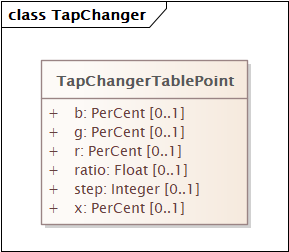 class TapChanger
TapChangerTablePoint
+ b: PerCent [0..1]
+ g: PerCent [0..1]
+ r: PerCent [0..1]
+ ratio: Float [0..1]
+ step: Integer [0..1]
+ x: PerCent [0..1]